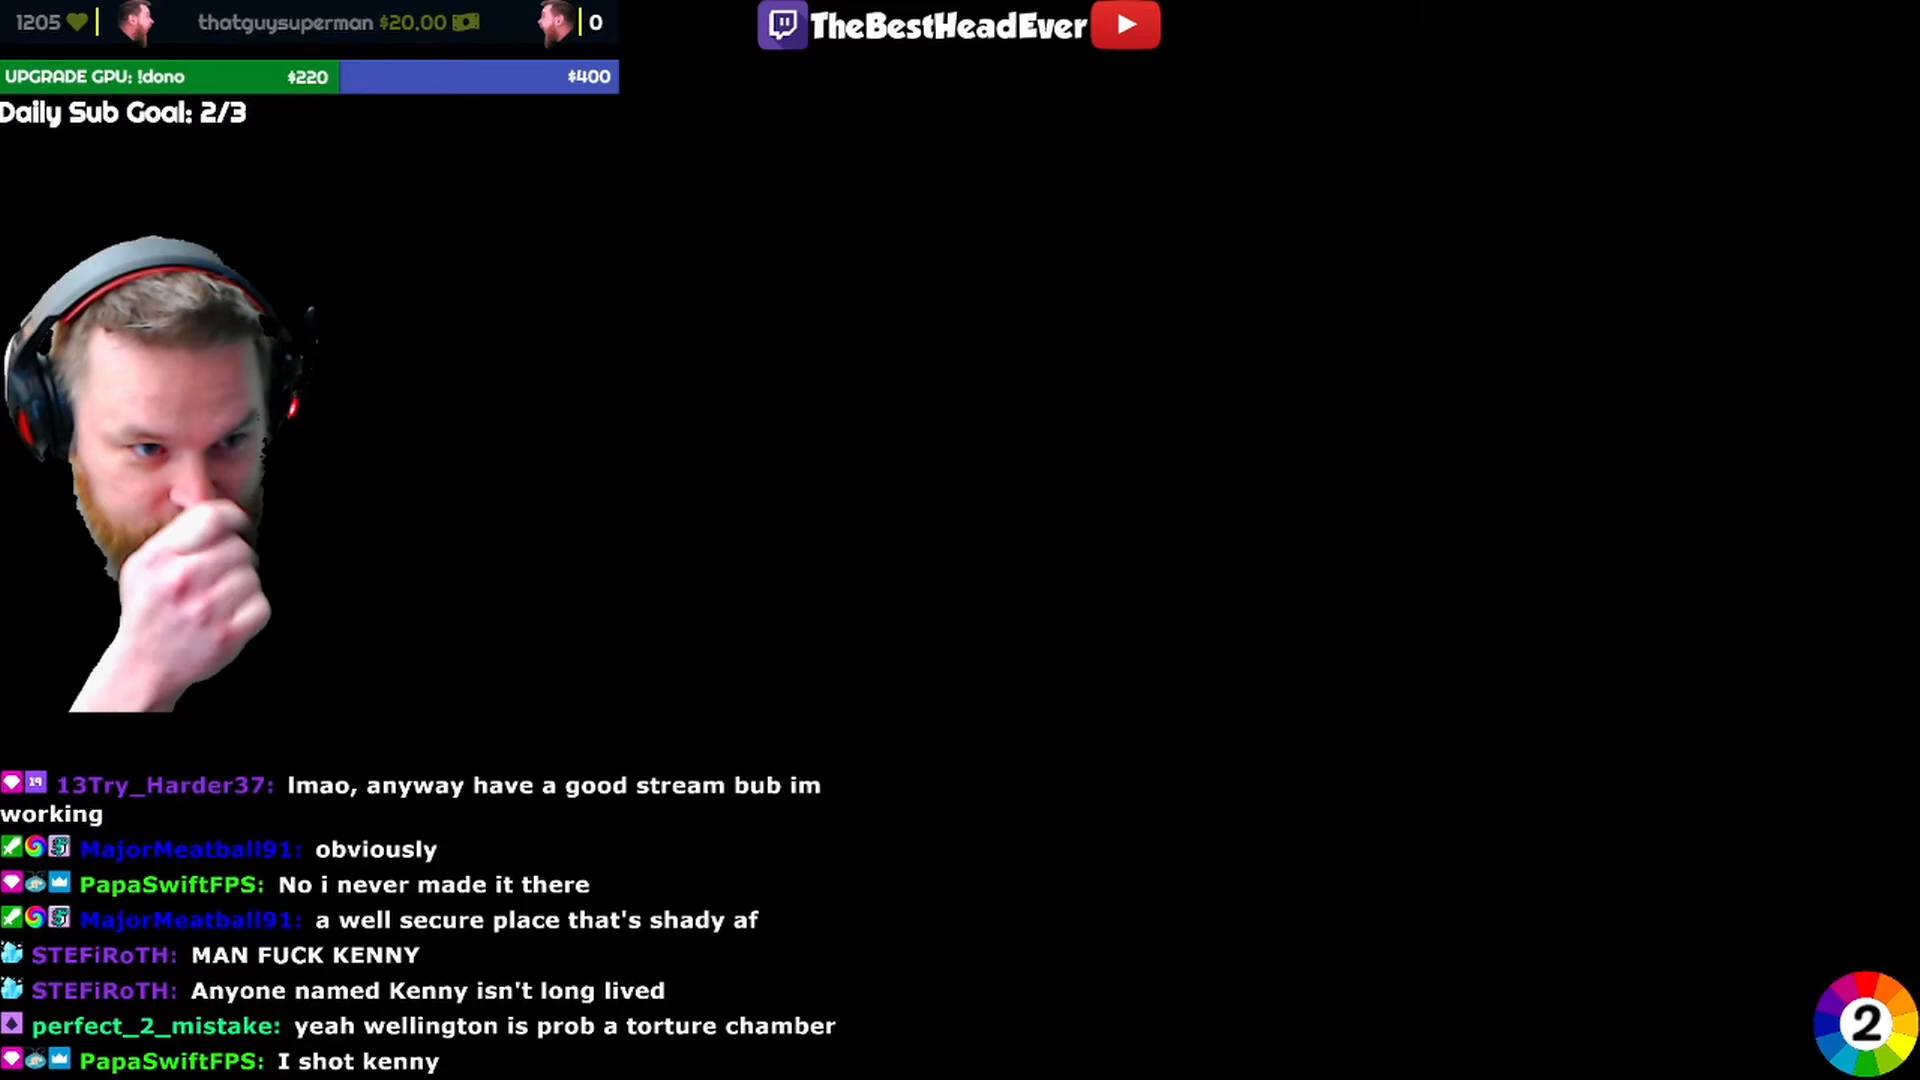 1205 thatguysuperman $20.00 0
TheBestHeadEver
UPGRADE GPU: !dono $220 $400
Daily Sub Goal: 2/3
19 13Try_Harder37: lmao, anyway have a good stream bub im
working
MajorMeatball91: obviously
PapaSwiftFPS: No i never made it there
MajorMeatball91: a well secure place that's shady af
STEFiRoTH: MAN FUCK KENNY
STEFiRoTH: Anyone named Kenny isn't long lived
perfect_2_mistake: yeah wellington is prob a torture chamber
PapaSwiftFPS: I shot kenny
2